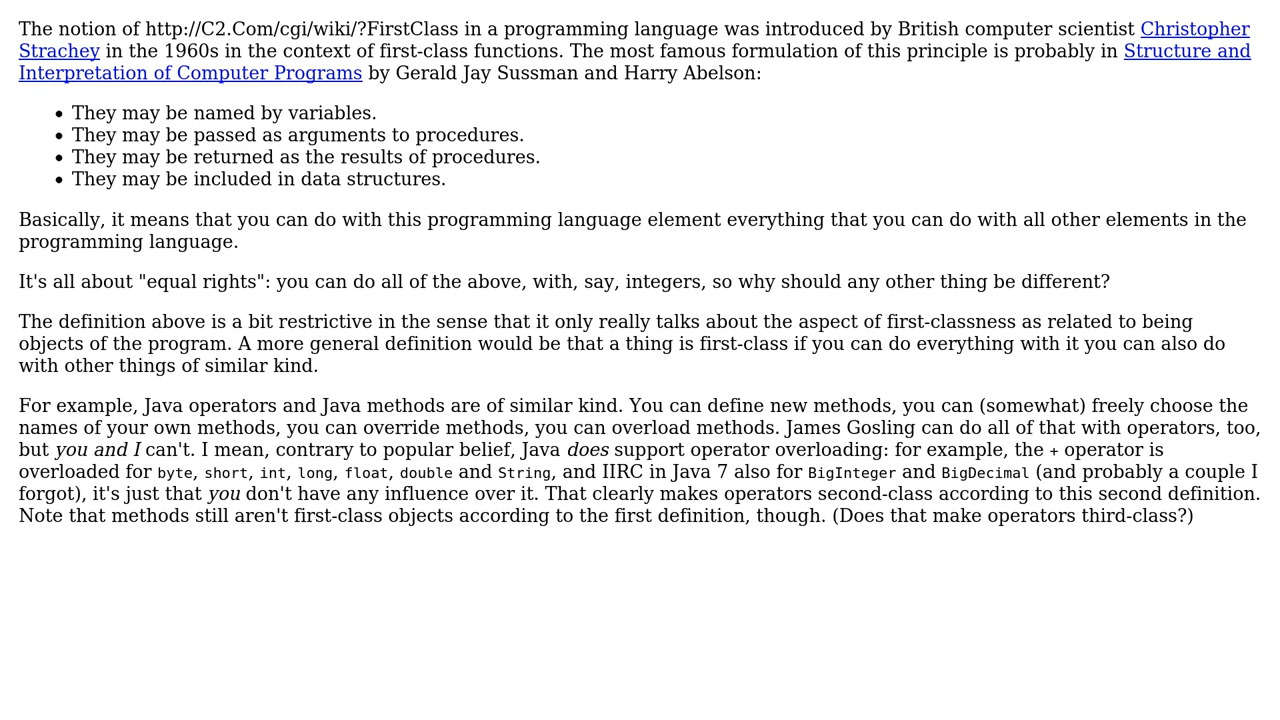 The notion of http://C2.Com/cgi/wiki/?FirstClass in a programming language was introduced by British computer scientist Christopher
Strachey in the 1960s in the context of first-class functions. The most famous formulation of this principle is probably in Structure and
Interpretation of Computer Programs by Gerald Jay Sussman and Harry Abelson:
• They may be named by variables.
• They may be passed as arguments to procedures.
• They may be returned as the results of procedures.
• They may be included in data structures.
Basically, it means that you can do with this programming language element everything that you can do with all other elements in the
programming language.
It's all about "equal rights": you can do all of the above, with, say, integers, so why should any other thing be different?
The definition above is a bit restrictive in the sense that it only really talks about the aspect of first-classness as related to being
objects of the program. A more general definition would be that a thing is first-class if you can do everything with it you can also do
with other things of similar kind.
For example, Java operators and Java methods are of similar kind. You can define new methods, you can (somewhat) freely choose the
names of your own methods, you can override methods, you can overload methods. James Gosling can do all of that with operators, too,
but you and I can't. I mean, contrary to popular belief, Java does support operator overloading: for example, the + operator is
overloaded for byte, short, int, long, float, double and String, and IIRC in Java 7 also for BigInteger and BigDecimal (and probably a couple I
forgot), it's just that you don't have any influence over it. That clearly makes operators second-class according to this second definition.
Note that methods still aren't first-class objects according to the first definition, though. (Does that make operators third-class?)